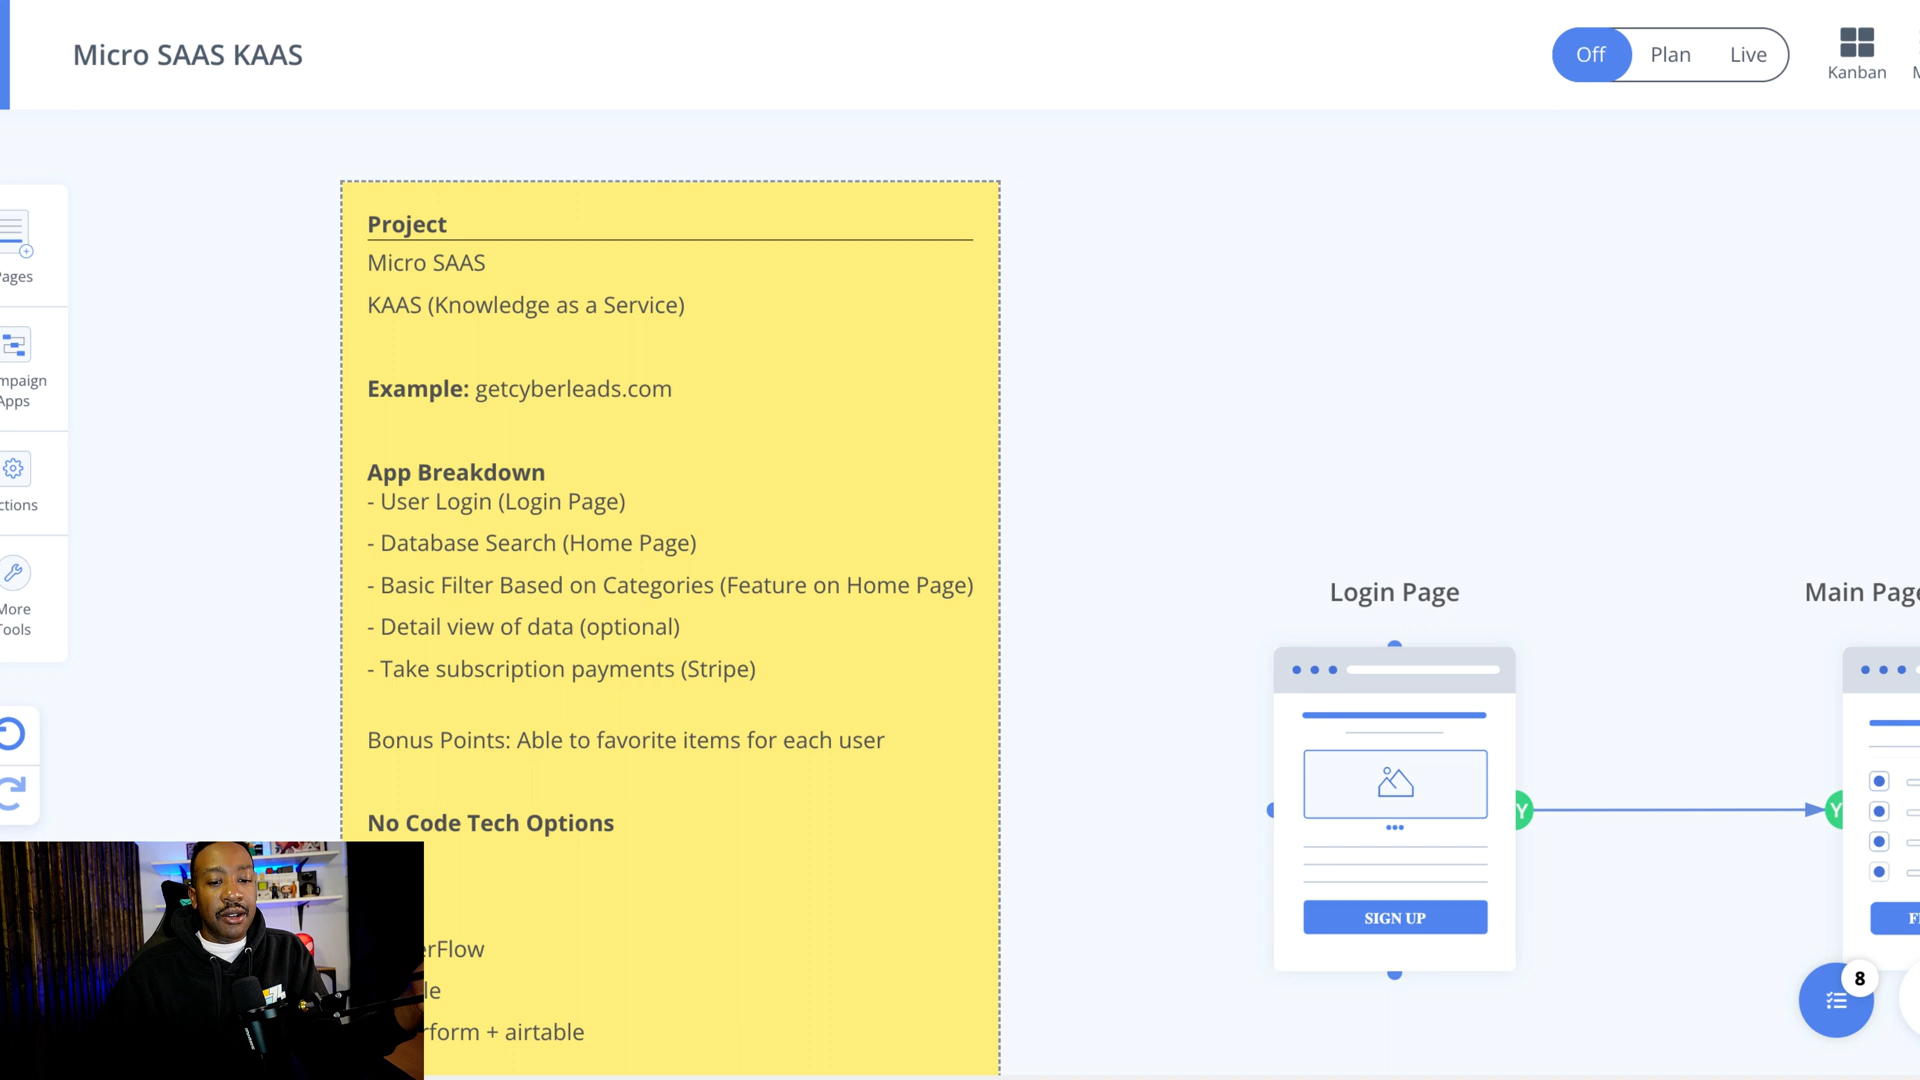 Micro SAAS KAAS
Off Plan Live
Kanban
Project
Micro SAAS
KAAS (Knowledge as a Service)
Example: getcyberleads.com
App Breakdown
- User Login (Login Page)
- Database Search (Home Page)
- Basic Filter Based on Categories (Feature on Home Page)
- Detail view of data (optional)
- Take subscription payments (Stripe)
Bonus Points: Able to favorite items for each user
No Code Tech Options
erFlow
le
rform + airtable
ages
mpaign
Apps
ctions
More
Tools
Login Page
SIGN UP
Y
Main Page
Y
F
8